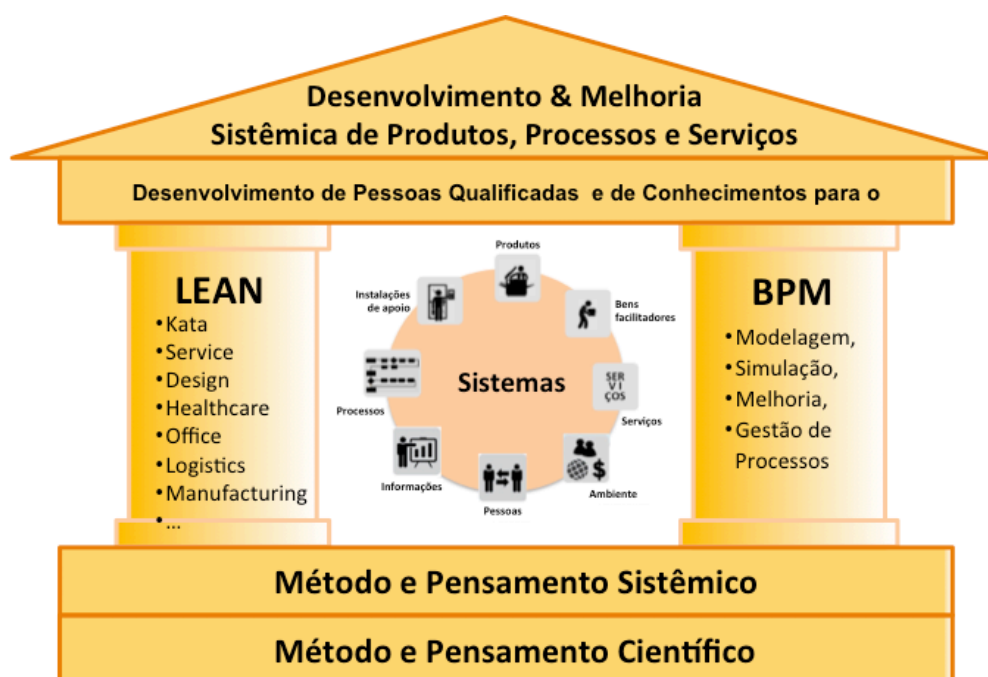 Desenvolvimento & Melhoria
Sistêmica de Produtos, Processos e Serviços
Desenvolvimento de Pessoas Qualificadas e de Conhecimentos para o
LEAN
•Kata
•Service
•Design
•Healthcare
•Office
•Logistics
•Manufacturing
•...
Produtos
Instalações
de apoio
Bens
facilitadores
Sistemas
Processos
SER
VI
ÇOS
Serviços
Informações
$
Ambiente
Pessoas
BPM
•Modelagem,
•Simulação,
•Melhoria,
•Gestão de
Processos
Método e Pensamento Sistêmico
Método e Pensamento Científico